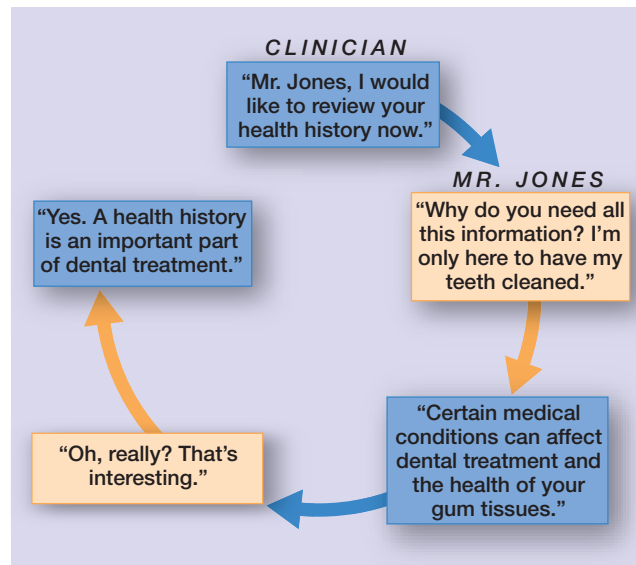 CLINICIAN
“Mr. Jones, I would
like to review your
health history now.”
MR. JONES
“Why do you need all
this information? I’m
only here to have my
teeth cleaned.”
“Certain medical
conditions can affect
dental treatment and
the health of your
gum tissues.”
“Oh, really? That’s
interesting.”
“Yes. A health history
is an important part
of dental treatment.”